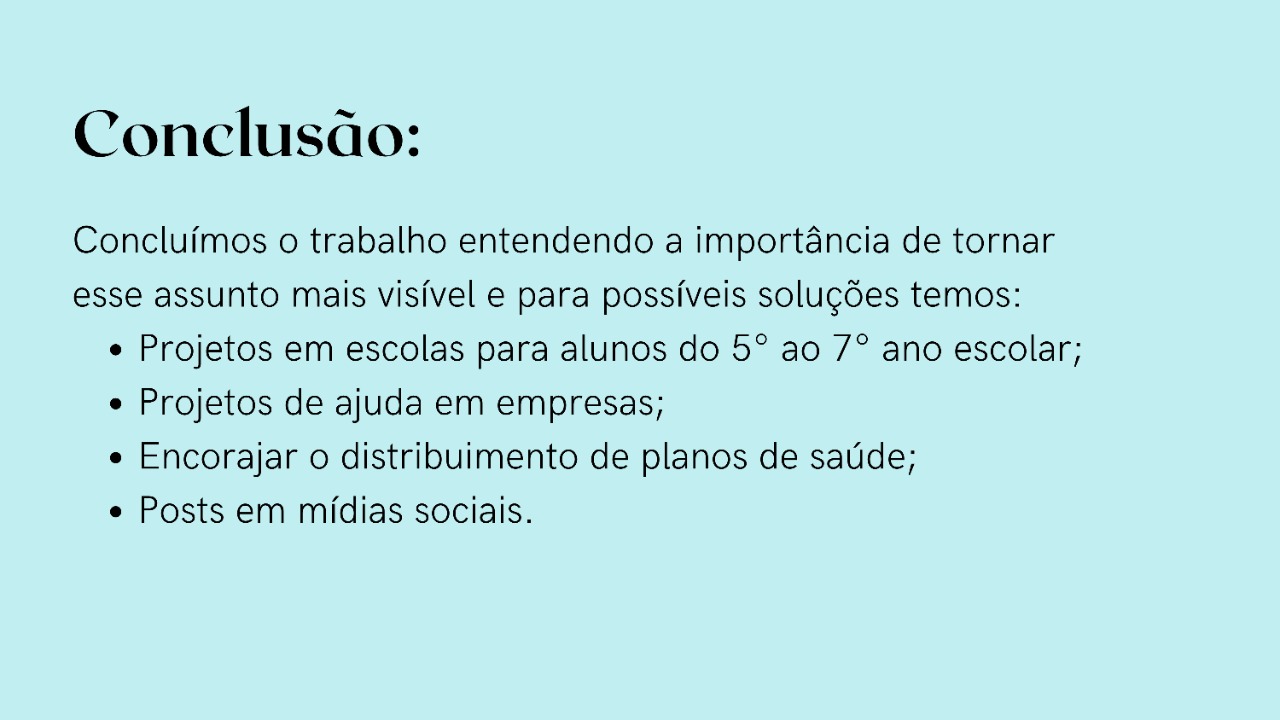 Conclusão:
Concluímos o trabalho entendendo a importância de tornar
esse assunto mais visível e para possíveis soluções temos:
• Projetos em escolas para alunos do 5° ao 7° ano escolar;
• Projetos de ajuda em empresas;
• Encorajar o distribuimento de planos de saúde;
• Posts em mídias sociais.